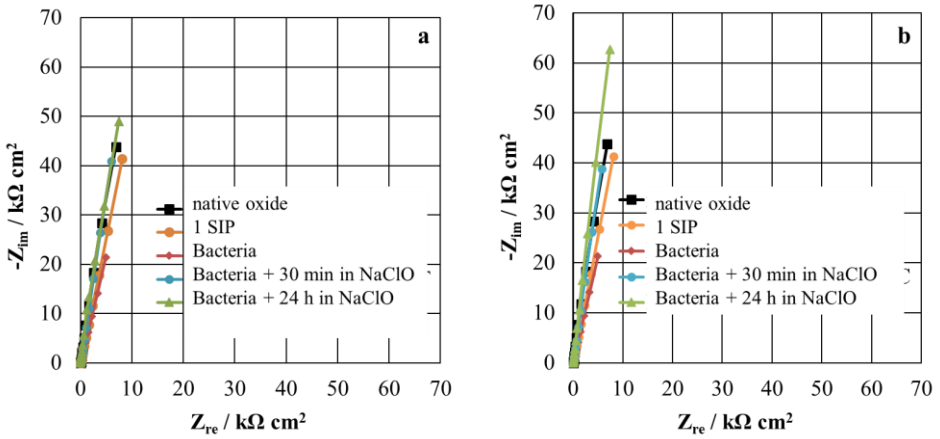 a
70
60
50
40
30
20
10
0
-Z_im / kΩ cm²
native oxide
1 SIP
Bacteria
Bacteria + 30 min in NaClO
Bacteria + 24 h in NaClO
0 10 20 30 40 50 60 70
Z_re / kΩ cm²
b
70
60
50
40
30
20
10
0
-Z_im / kΩ cm²
native oxide
1 SIP
Bacteria
Bacteria + 30 min in NaClO
Bacteria + 24 h in NaClO
0 10 20 30 40 50 60 70
Z_re / kΩ cm²